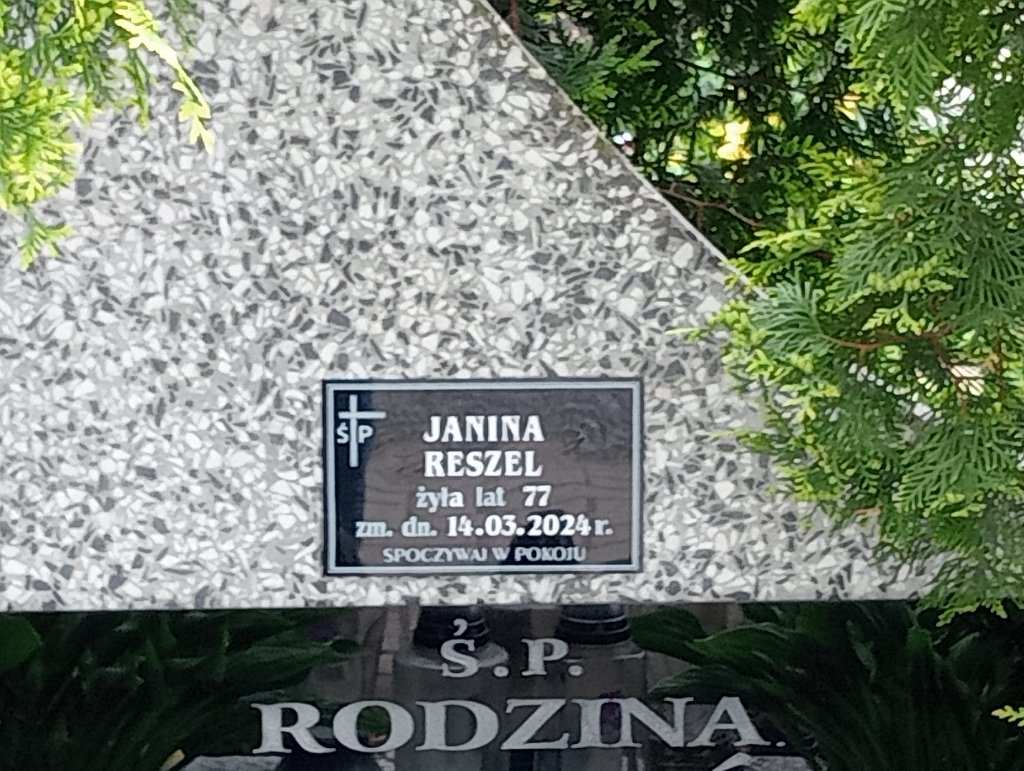 ŚP
JANINA
RESZEL
żyła lat 77
zm. dn. 14.03.2024 r.
SPOCZYWAJ W POKOJU
Ś.P.
RODZINA